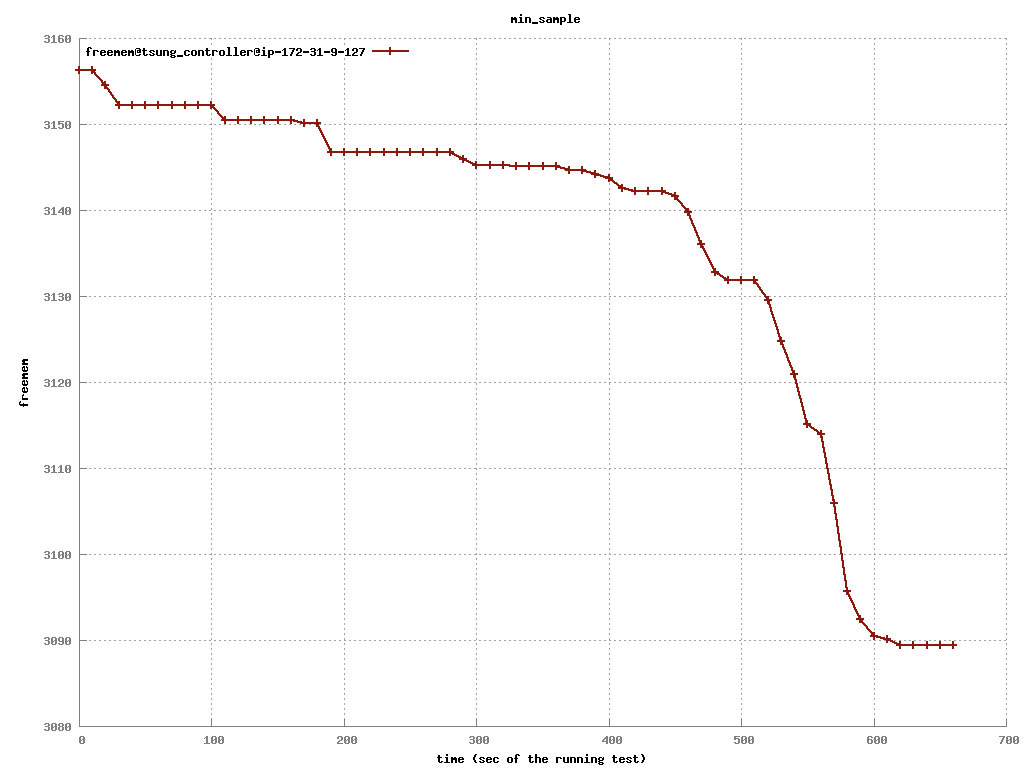 min_sample
freemem@tsung_controller@ip-172-31-9-127
3160
3150
3140
3130
3120
3110
3100
3090
3080
freemem
0 100 200 300 400 500 600 700
time (sec of the running test)